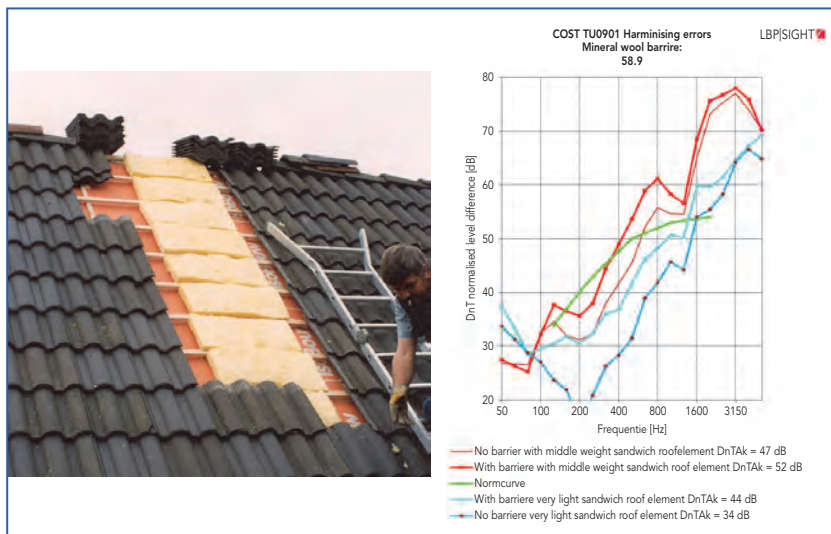 COST TU0901 Harminising errors
Mineral wool barrire:
58.9
LBP|SIGHT
80
70
60
50
40
30
20
DnT normalised level difference [dB]
50 100 200 400 800 1600 3150
Frequentie [Hz]
No barrier with middle weight sandwich roofelement DnTAk = 47 dB
With barriere with middle weight sandwich roof element DnTAk = 52 dB
Normcurve
With barriere very light sandwich roof element DnTAk = 44 dB
No barriere very light sandwich roof element DnTAk = 34 dB